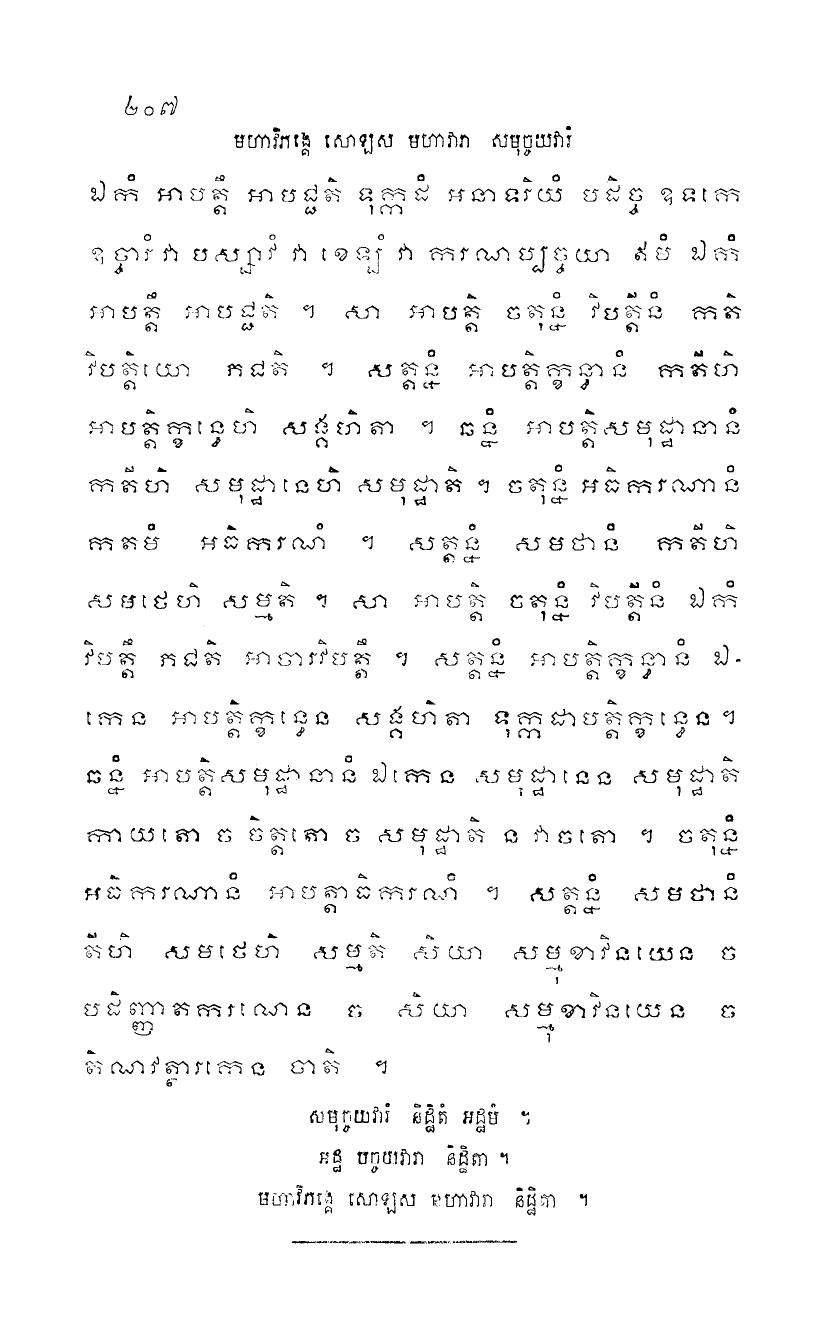 ២០៧
មហាវិភង្គេ សោឡស មហាវារា សមុច្ចយវារំ
ឯកំ អាបត្តឹ អាបជ្ជតិ ទុក្កដំ អនាទរិយំ បដិច្ច ឧទកេ
ឧច្ចារំ វា បស្សាវំ វា ខេឡំ វា ករណប្បច្ចយា ឥមំ ឯកំ
អាបត្តឹ អាបជ្ជតិ ។ សា អាបត្តិ ចតុន្នំ វិបត្តីនំ កតិ
វិបត្តិយោ ភជតិ ។ សត្តន្នំ អាបត្តិក្ខន្ធានំ កតីហិ
អាបត្តិក្ខន្ធេហិ សង្គហិតា ។ ឆន្នំ អាបត្តិសមុដ្ឋានានំ
កតីហិ សមុដ្ឋានេហិ សមុដ្ឋាតិ ។ ចតុន្នំ អធិករណានំ
កតមំ អធិករណំ ។ សត្តន្នំ សមថានំ កតីហិ
សមថេហិ សម្មតិ ។ សា អាបត្តិ ចតុន្នំ វិបត្តីនំ ឯកំ
វិបត្តឹ ភជតិ អាចារវិបត្តឹ ។ សត្តន្នំ អាបត្តិក្ខន្ធានំ ឯ-
កេន អាបត្តិក្ខន្ធេន សង្គហិតា ទុក្កដាបត្តិក្ខន្ធេន ។
ឆន្នំ អាបត្តិសមុដ្ឋានានំ ឯកេន សមុដ្ឋានេន សមុដ្ឋាតិ
កាយតោ ច ចិត្តតោ ច សមុដ្ឋាតិ ន វាចតោ ។ ចតុន្នំ
អធិករណានំ អាបត្តាធិករណំ ។ សត្តន្នំ សមថានំ
តីហិ សមថេហិ សម្មតិ សិយា សម្មុខាវិនយេន ច
បដិញ្ញាតករណេន ច សិយា សម្មុខាវិនយេន ច
តិណវត្ថារកេន ចាតិ ។
សមុច្ចយវារំ និដ្ឋិតំ អដ្ឋមំ ។
អដ្ឋ បច្ចយវារា និដ្ឋិតា ។
មហាវិភង្គេ សោឡស មហាវារា និដ្ឋិតា ។